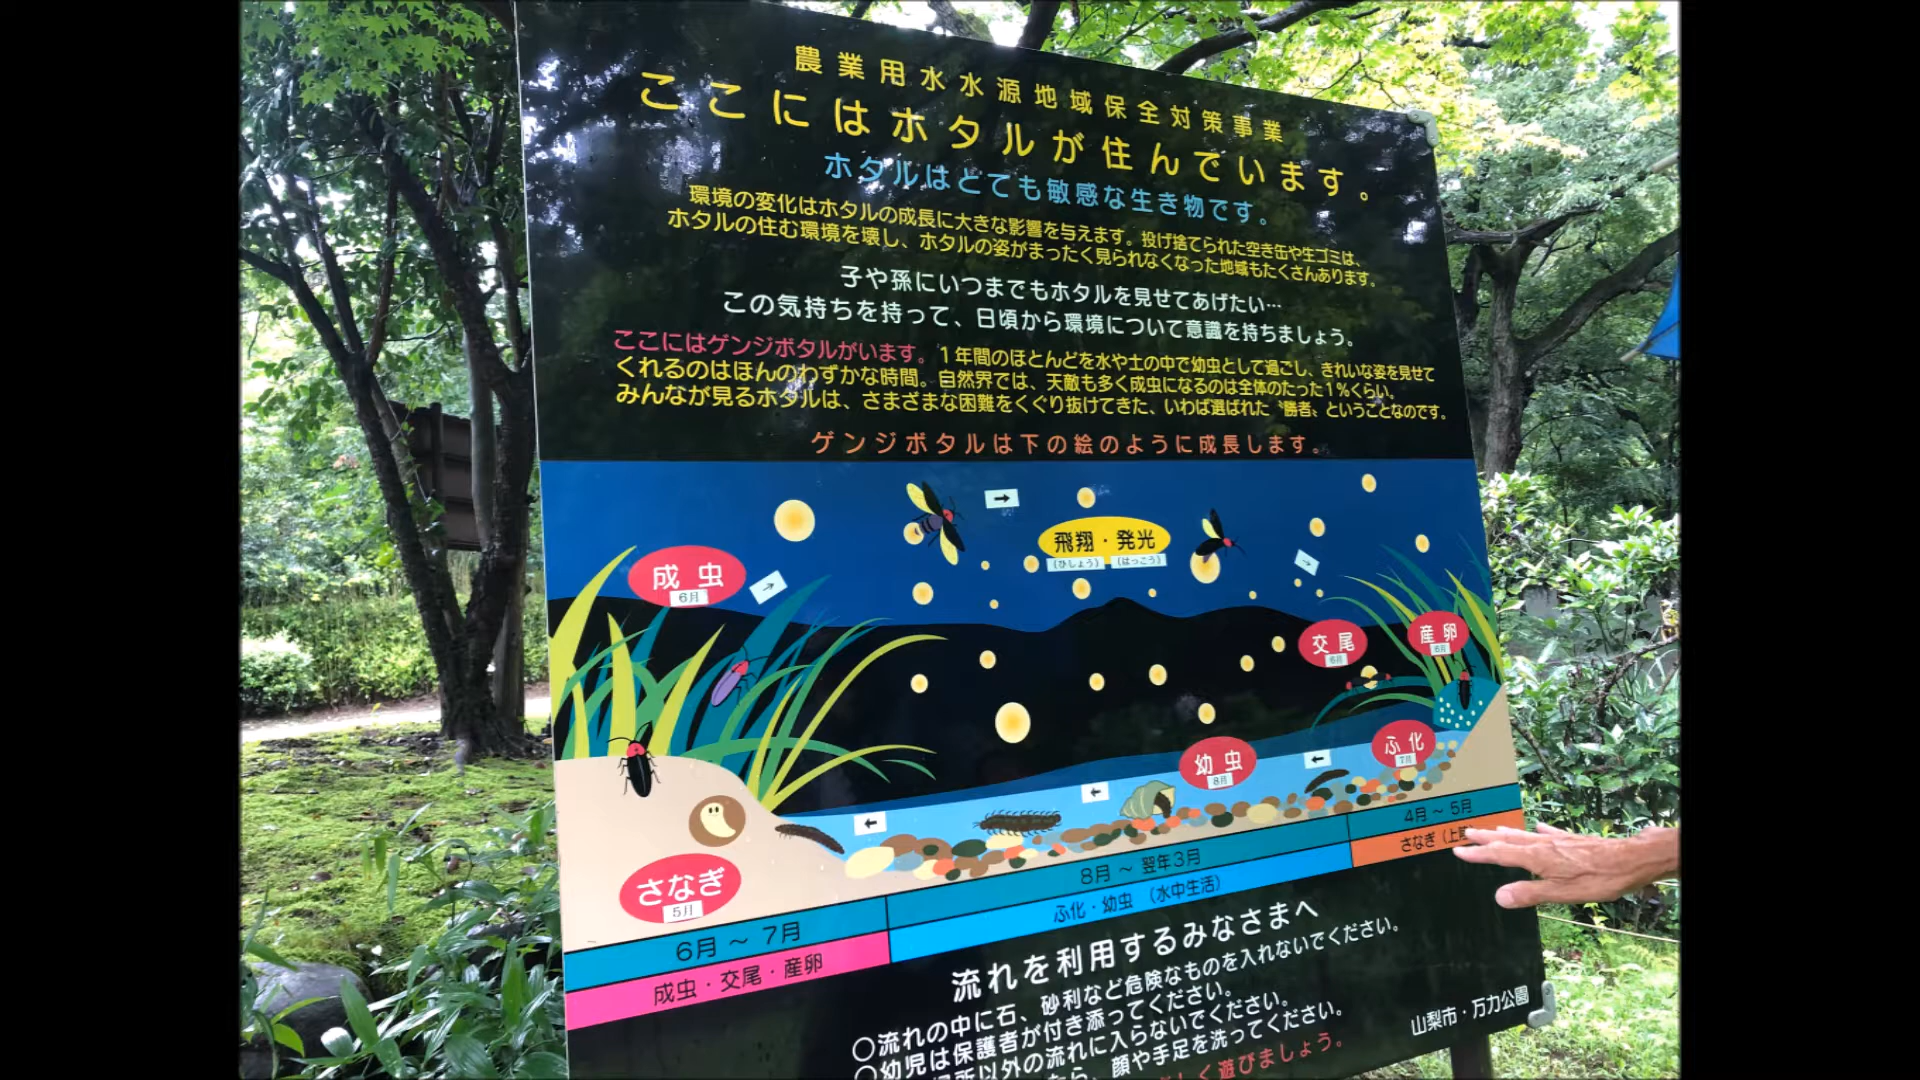 農業用水水源地域保全対策事業
ここにはホタルが住んでいます。
ホタルはとても敏感な生き物です。
環境の変化はホタルの成長に大きな影響を与えます。投げ捨てられた空き缶や生ゴミは、
ホタルの住む環境を壊し、ホタルの姿がまったく見られなくなった地域もたくさんあります。
子や孫にいつまでもホタルを見せてあげたい…
この気持ちを持って、日頃から環境について意識を持ちましょう。
ここにはゲンジボタルがいます。1年間のほとんどを水や土の中で幼虫として過ごし、きれいな姿を見せて
くれるのはほんのわずかな時間。自然界では、天敵も多く成虫になるのは全体のたった1%くらい。
みんなが見るホタルは、さまざまな困難をくぐり抜けてきた、いわば選ばれた〝勝者〟ということなのです。
ゲンジボタルは下の絵のように成長します。
飛翔・発光
(ひしょう) (はっこう)
成虫
6月
交尾
6月
産卵
6月
ふ化
7月
幼虫
8月
さなぎ
5月
6月 ～ 7月
成虫・交尾・産卵
8月 ～ 翌年3月
ふ化・幼虫 (水中生活)
4月 ～ 5月
さなぎ(上陸
流れを利用するみなさまへ
○流れの中に石、砂利など危険なものを入れないでください。
○幼児は保護者が付き添ってください。
以外の流れに入らないでください。
顔や手足を洗ってください。
遊びましょう。
山梨市・万力公園